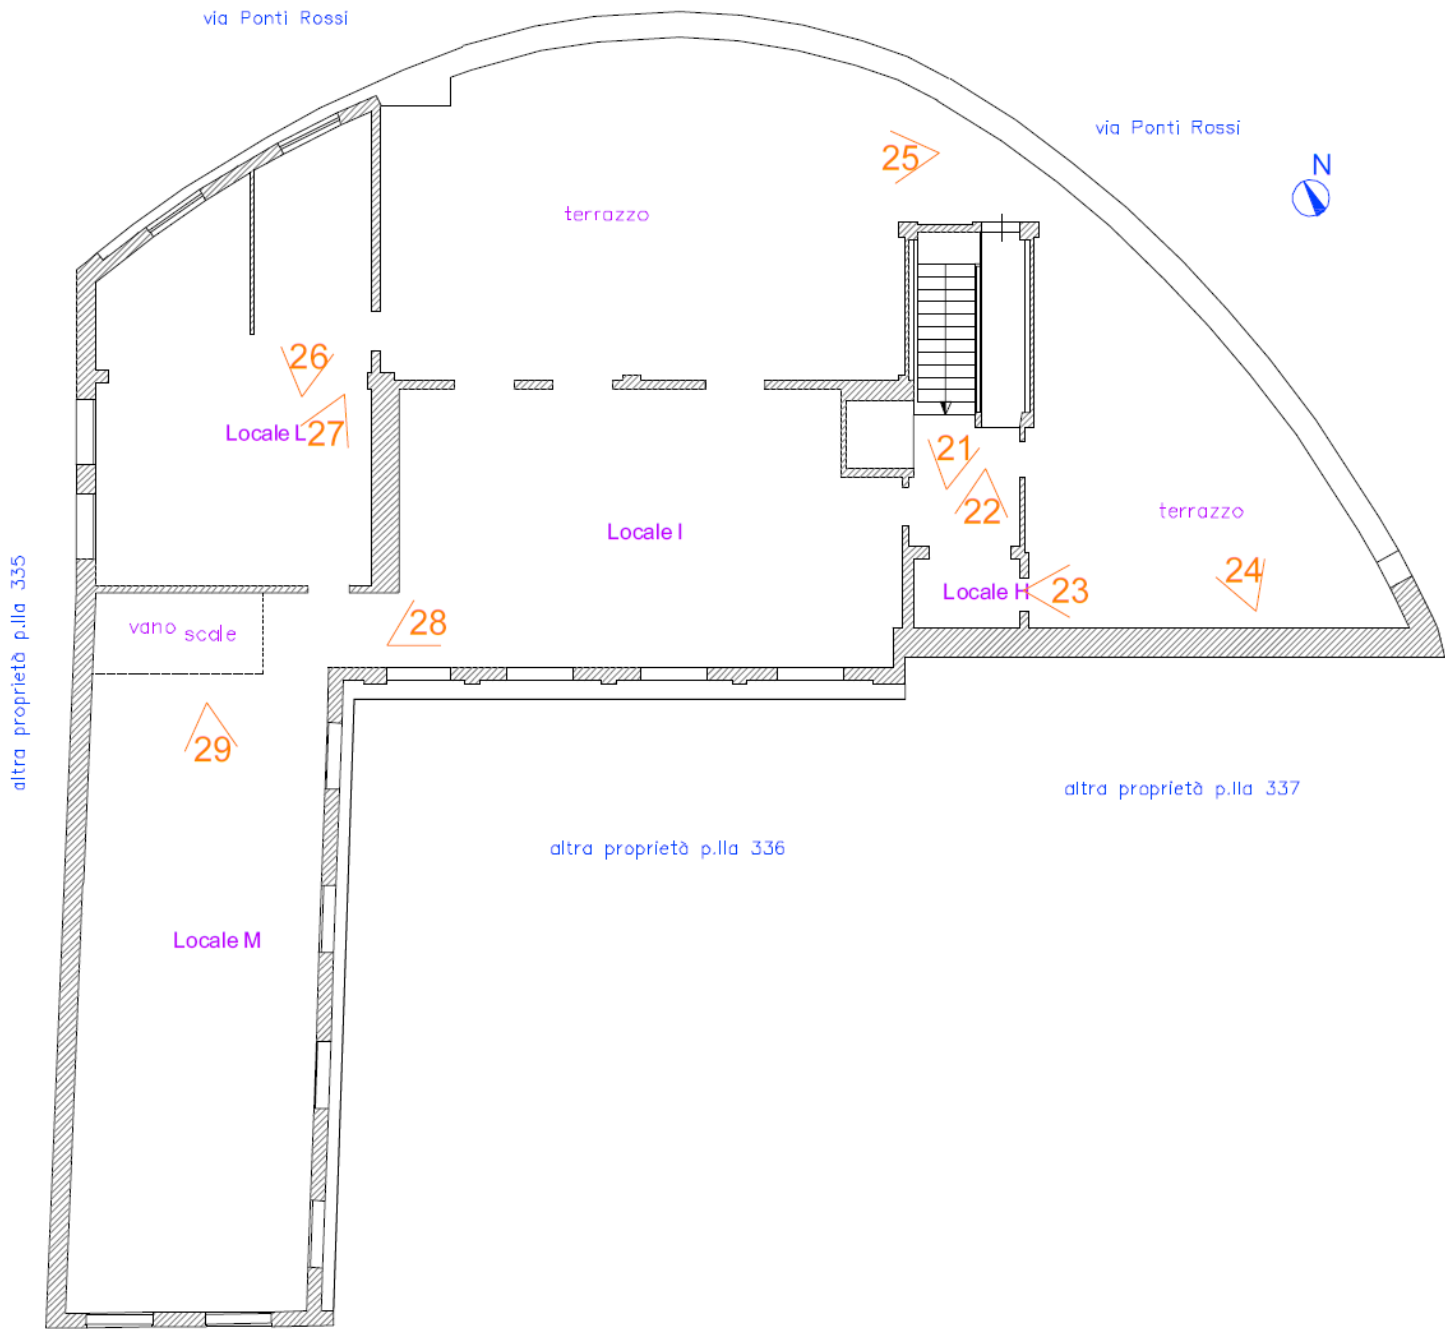 via Ponti Rossi
via Ponti Rossi
N
25
terrazzo
26
27
Locale L
21
22
terrazzo
Locale I
24
23
Locale H
altra proprietà p.lla 335
vano scale
28
29
altra proprietà p.lla 337
altra proprietà p.lla 336
Locale M